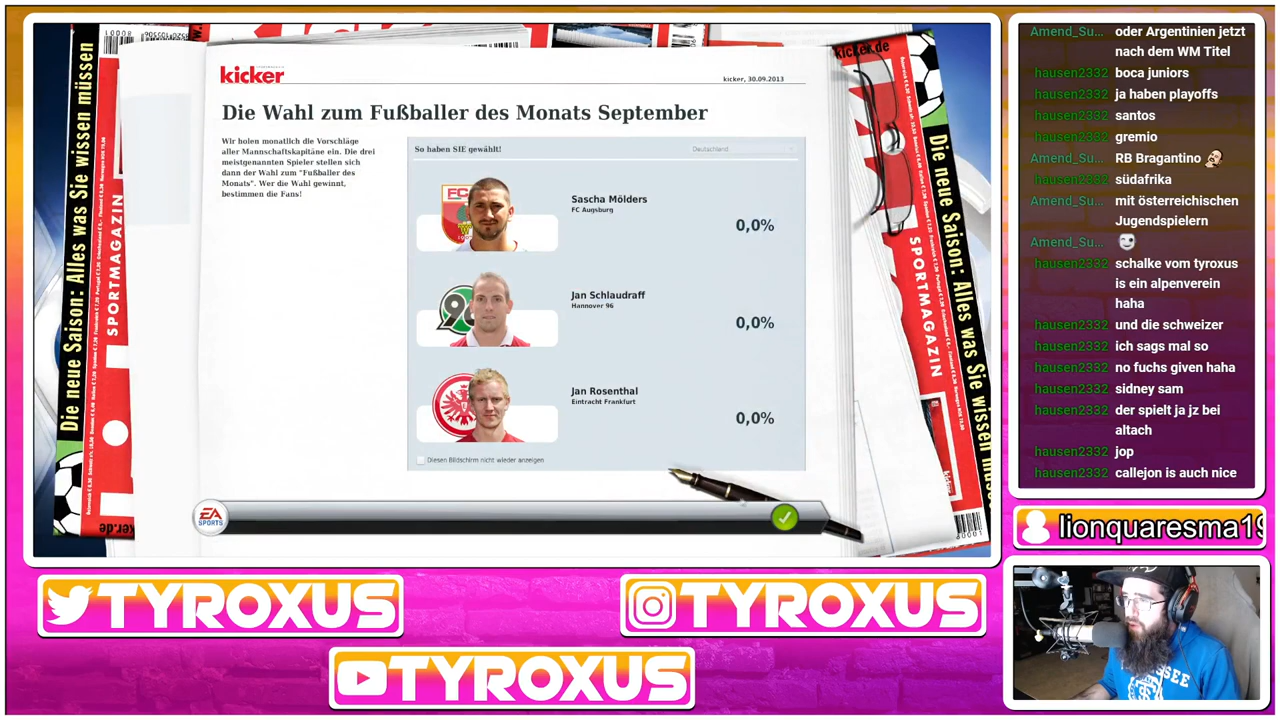 kicker.de
kicker
kicker, 30.09.2013
Die Wahl zum Fußballer des Monats September
Wir holen monatlich die Vorschläge
aller Mannschaftskapitäne ein. Die drei
meistgenannten Spieler stellen sich
dann der Wahl zum "Fußballer des
Monats". Wer die Wahl gewinnt,
bestimmen die Fans!
So haben SIE gewählt!
Deutschland
FC
Sascha Mölders
FC Augsburg
0,0%
96
Jan Schlaudraff
Hannover 96
0,0%
Jan Rosenthal
Eintracht Frankfurt
0,0%
Diesen Bildschirm nicht wieder anzeigen
EA
SPORTS
Die neue Saison: Alles was Sie wissen müssen
SPORTMAGAZIN
Die neue Saison: Alles was Sie wissen
SPORTMAGAZIN
Amend_Su... oder Argentinien jetzt
nach dem WM Titel
hausen2332 boca juniors
hausen2332 ja haben playoffs
hausen2332 santos
hausen2332 gremio
Amend_Su... RB Bragantino
hausen2332 südafrika
Amend_Su... mit österreichischen
Jugendspielern
Amend_Su...
hausen2332 schalke vom tyroxus
is ein alpenverein
haha
hausen2332 und die schweizer
hausen2332 ich sags mal so
hausen2332 no fuchs given haha
hausen2332 sidney sam
hausen2332 der spielt ja jz bei
altach
hausen2332 jop
hausen2332 callejon is auch nice
lionquaresma19
TYROXUS
TYROXUS
TYROXUS